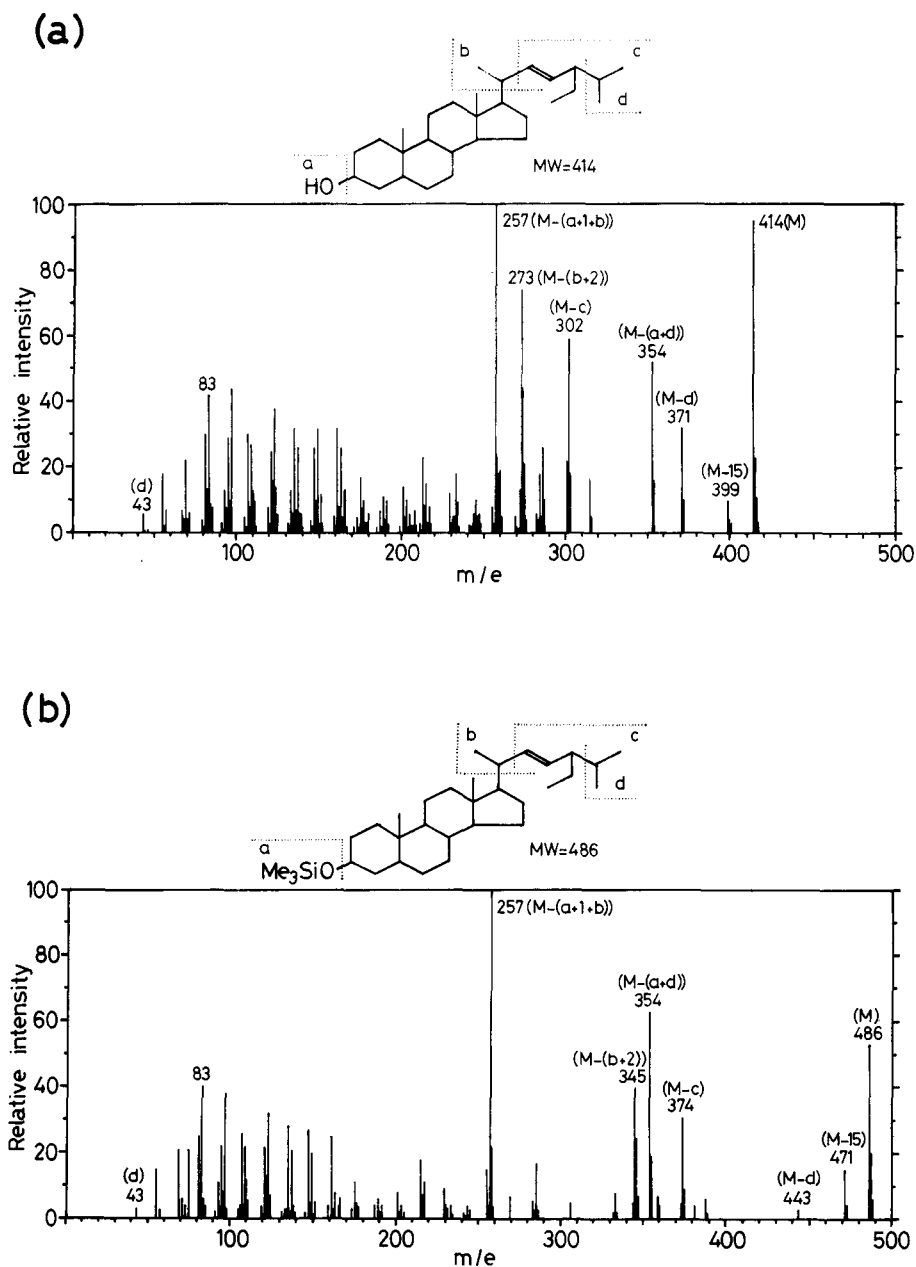 (a)
b
c
d
a
HO
MW=414
100
257 (M-(a+1+b))
414(M)
80
273 (M-(b+2))
(M-c)
302
60
(M-(a+d))
354
83
40
(M-d)
371
20
(M-15)
399
(d)
43
0
100
200
300
400
500
Relative intensity
m/e
(b)
b
c
d
a
Me3SiO
MW=486
100
257 (M-(a+1+b))
80
(M-(a+d))
354
60
(M)
486
(M-(b+2))
345
83
40
(M-c)
374
20
(M-15)
471
(d)
43
(M-d)
443
0
100
200
300
400
500
Relative intensity
m/e